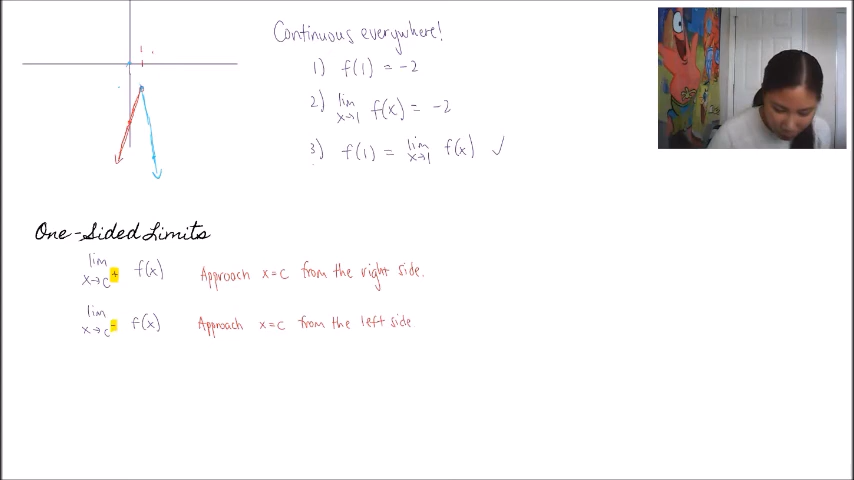 Continuous everywhere!
1
1) f(1) = -2
2) lim x→1 f(x) = -2
3) f(1) = lim x→1 f(x) ✓
One-Sided Limits
lim x→c+ f(x) Approach x=c from the right side.
lim x→c- f(x) Approach x=c from the left side.